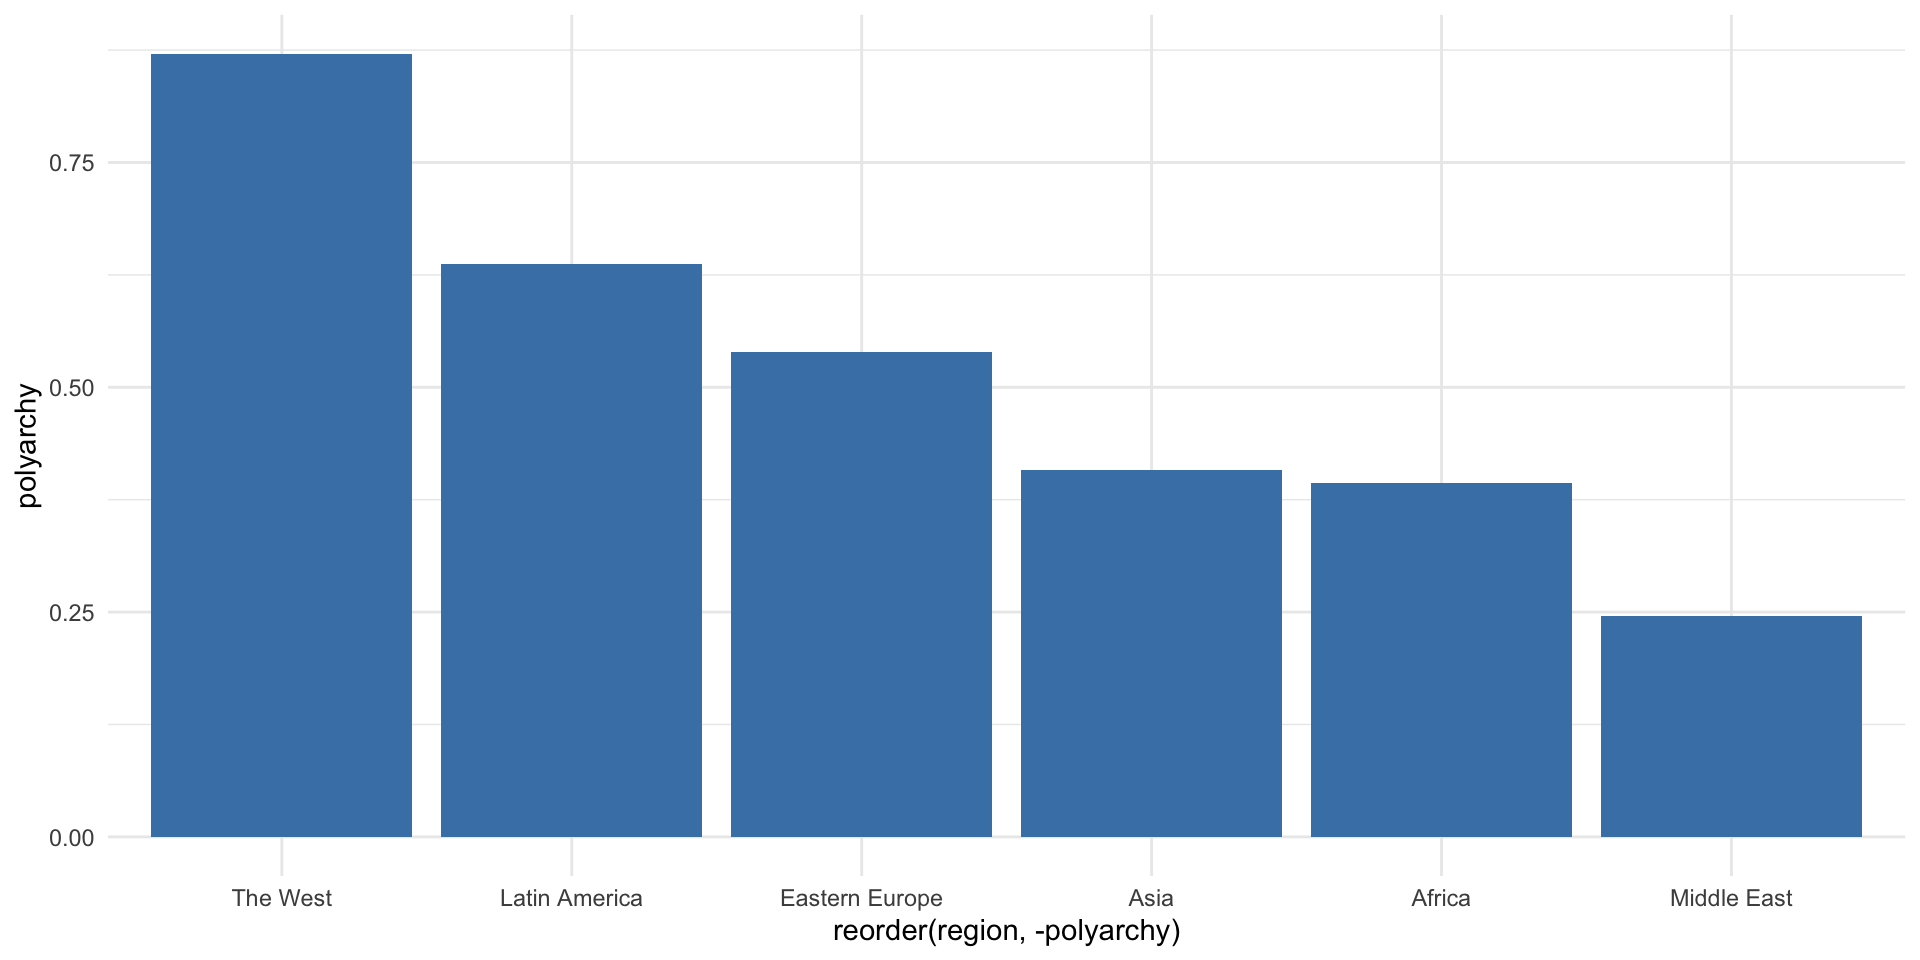 polyarchy
0.75
0.50
0.25
0.00
The West
Latin America
Eastern Europe
Asia
Africa
Middle East
reorder(region, -polyarchy)